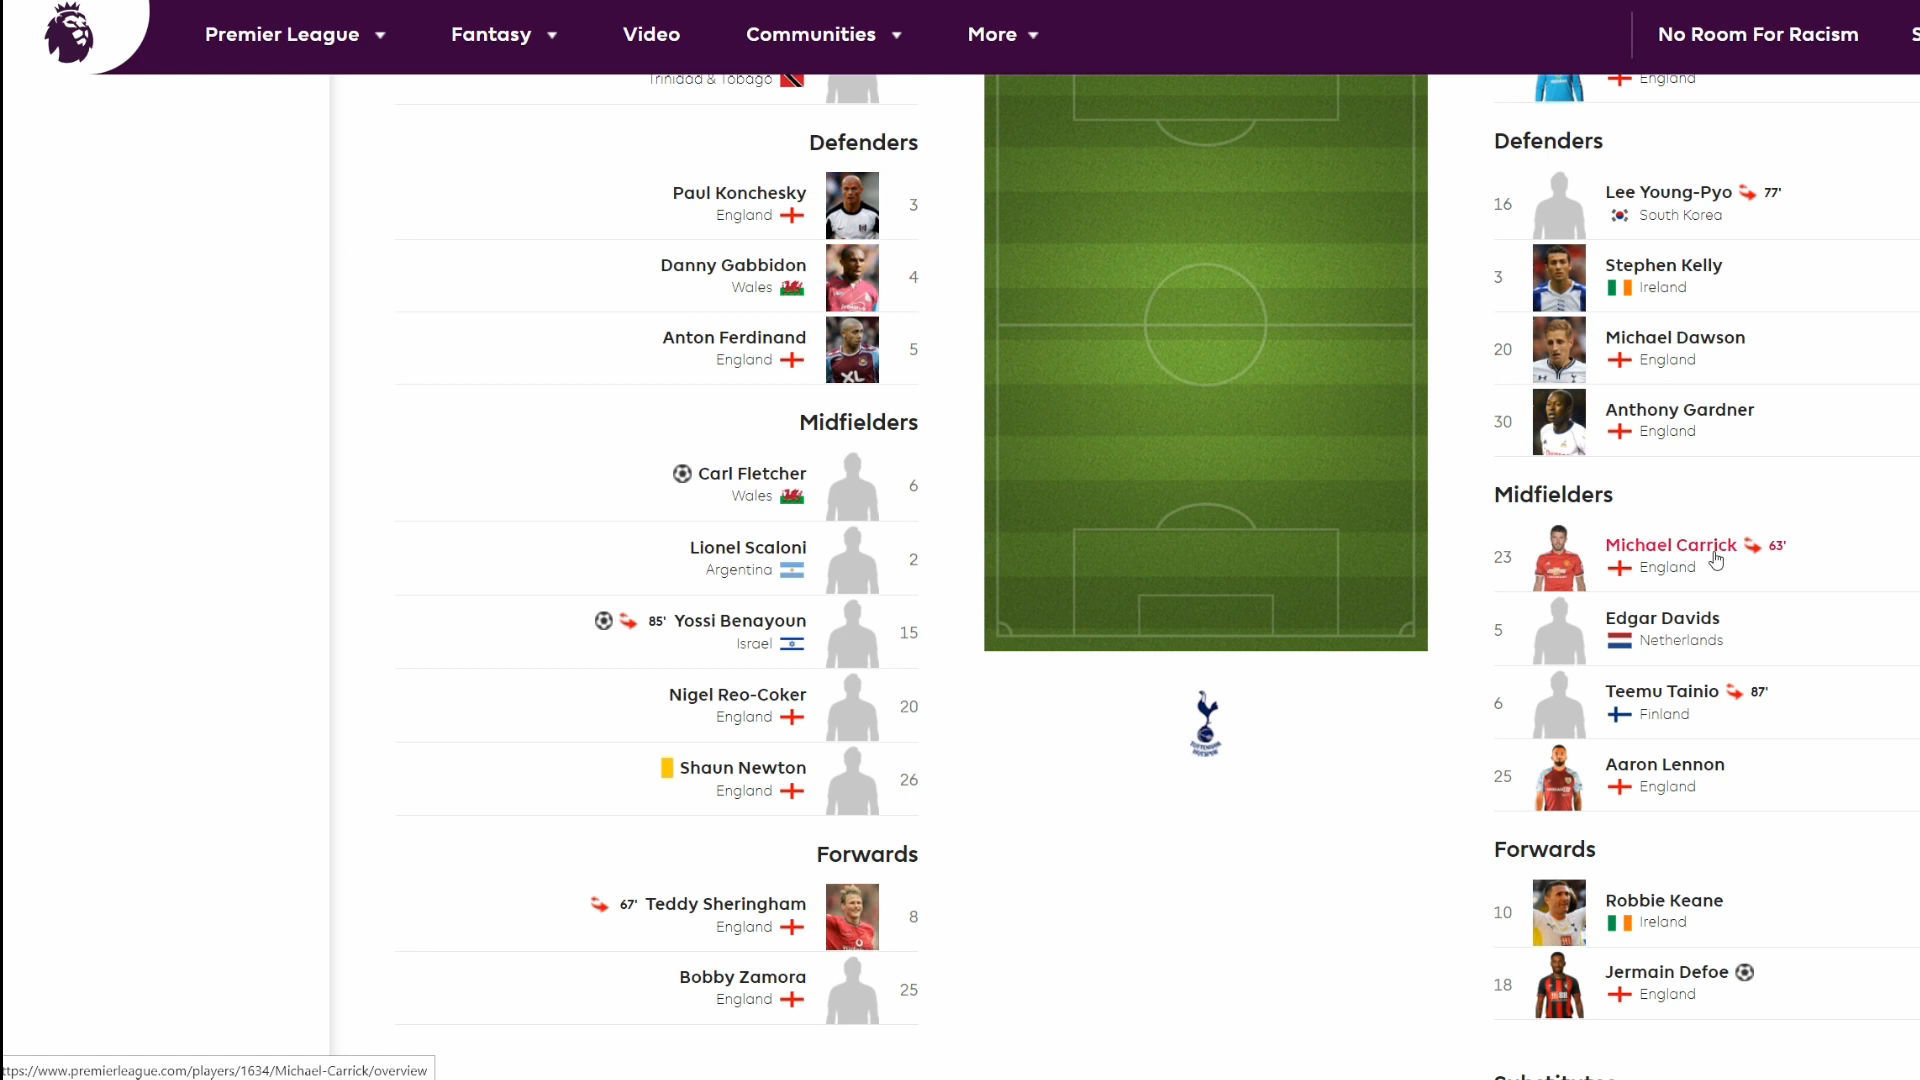 Premier League
Fantasy
Video
Communities
More
No Room For Racism
S
Trinidad & Tobago
Defenders
Paul Konchesky
England
3
Danny Gabbidon
Wales
4
Anton Ferdinand
England
5
Midfielders
Carl Fletcher
Wales
6
Lionel Scaloni
Argentina
2
85' Yossi Benayoun
Israel
15
Nigel Reo-Coker
England
20
Shaun Newton
England
26
Forwards
67' Teddy Sheringham
England
8
Bobby Zamora
England
25
XL
TOTTENHAM
HOTSPUR
England
Defenders
16
Lee Young-Pyo 77'
South Korea
3
Stephen Kelly
Ireland
20
Michael Dawson
England
30
Anthony Gardner
England
Midfielders
23
Michael Carrick 63'
England
5
Edgar Davids
Netherlands
6
Teemu Tainio 87'
Finland
25
Aaron Lennon
England
Forwards
10
Robbie Keane
Ireland
18
Jermain Defoe
England
Substitutes
ttps://www.premierleague.com/players/1634/Michael-Carrick/overview